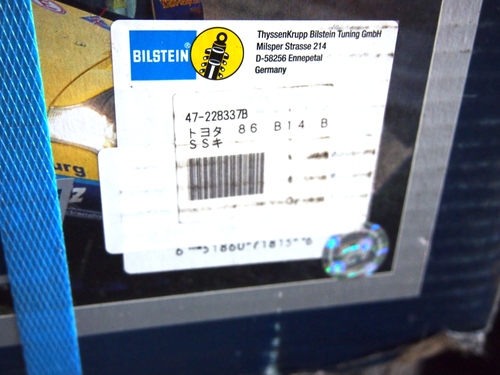 BILSTEIN®
ThyssenKrupp Bilstein Tuning GmbH
Milsper Strasse 214
D-58256 Ennepetal
Germany
47-228337B
トヨタ 86 B14 B
SSキ
urg